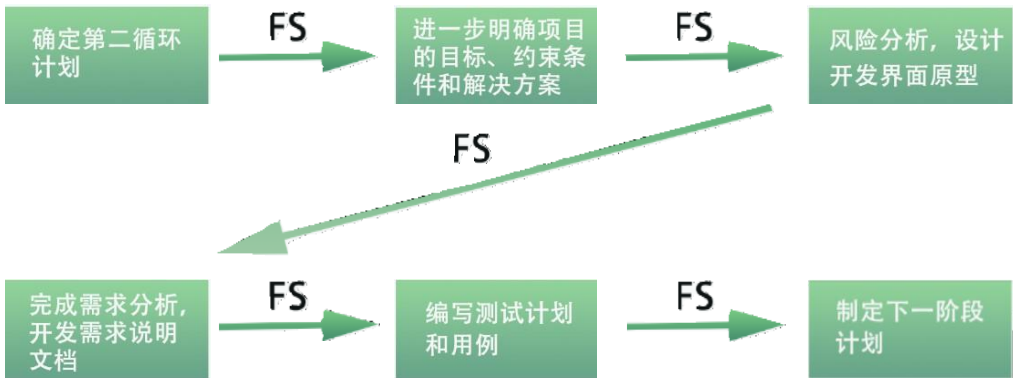 确定第二循环
计划
FS
进一步明确项目
的目标、约束条
件和解决方案
FS
风险分析，设计
开发界面原型
FS
完成需求分析，
开发需求说明
文档
FS
编写测试计划
和用例
FS
制定下一阶段
计划